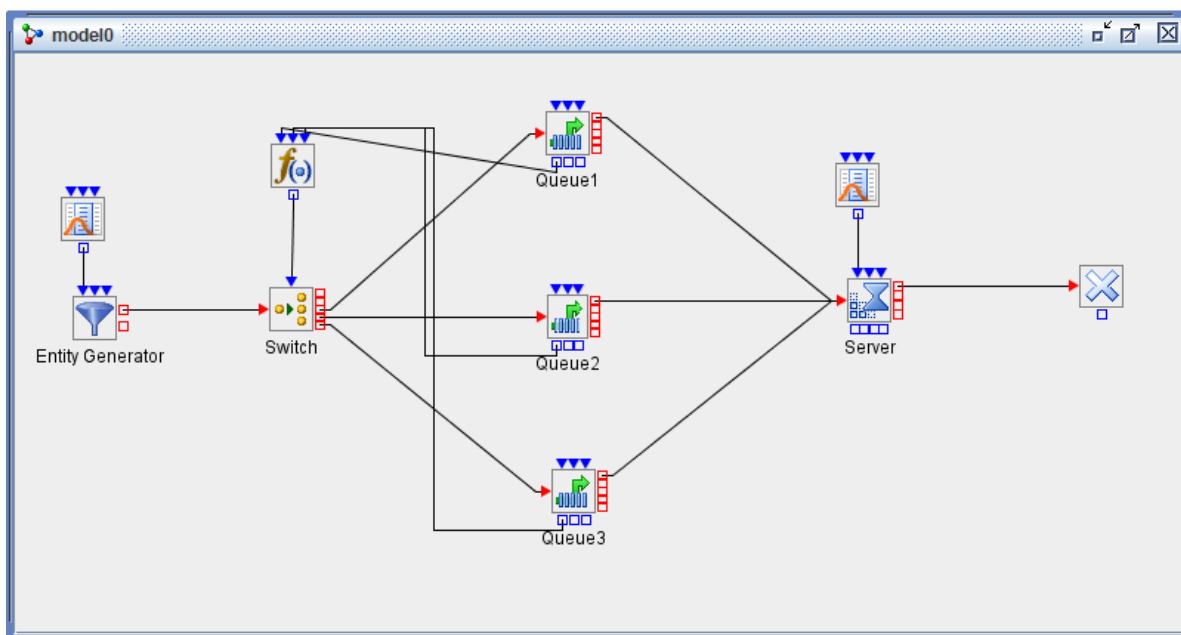 model0
f(•)
Queue1
Queue2
Entity Generator
Switch
Server
Queue3